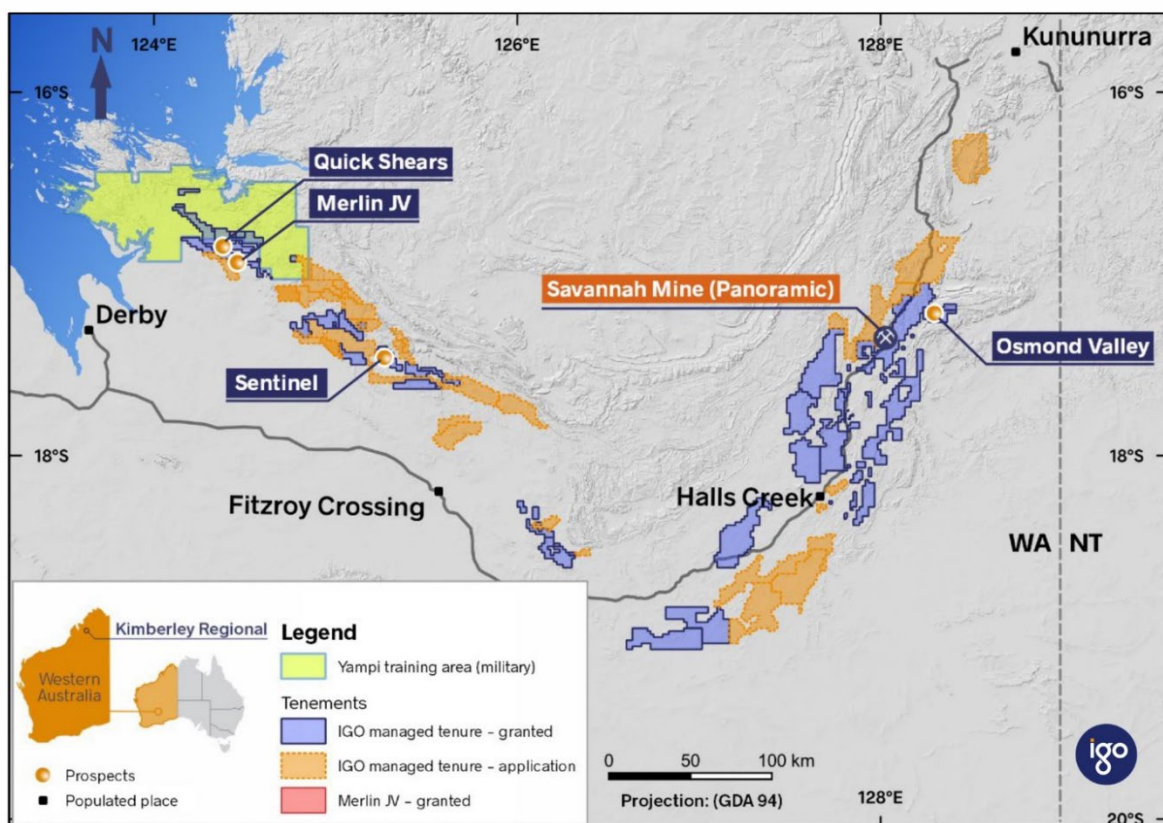 N
124°E
126°E
128°E
Kununurra
16°S
16°S
Quick Shears
Merlin JV
Savannah Mine (Panoramic)
Derby
Osmond Valley
Sentinel
18°S
18°S
Fitzroy Crossing
Halls Creek
WA
NT
Kimberley Regional
Western
Australia
Prospects
Populated place
Legend
Yampi training area (military)
Tenements
IGO managed tenure – granted
IGO managed tenure – application
Merlin JV – granted
0 50 100 km
Projection: (GDA 94)
128°E
20°S
igo